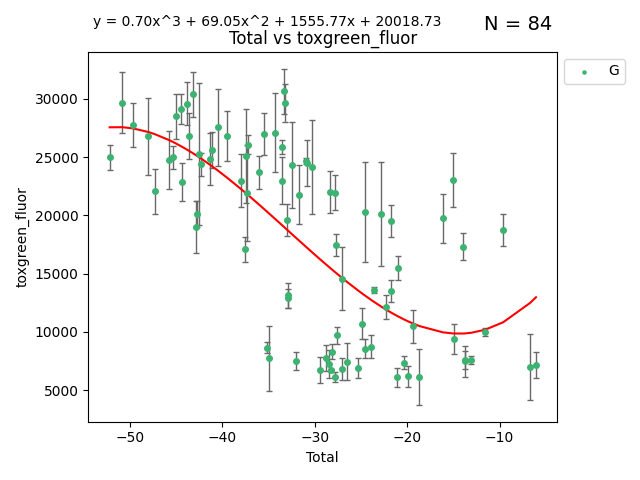 y = 0.70x^3 + 69.05x^2 + 1555.77x + 20018.73
N = 84
Total vs toxgreen_fluor
G
30000
25000
20000
15000
10000
5000
toxgreen_fluor
−50
−40
−30
−20
−10
Total